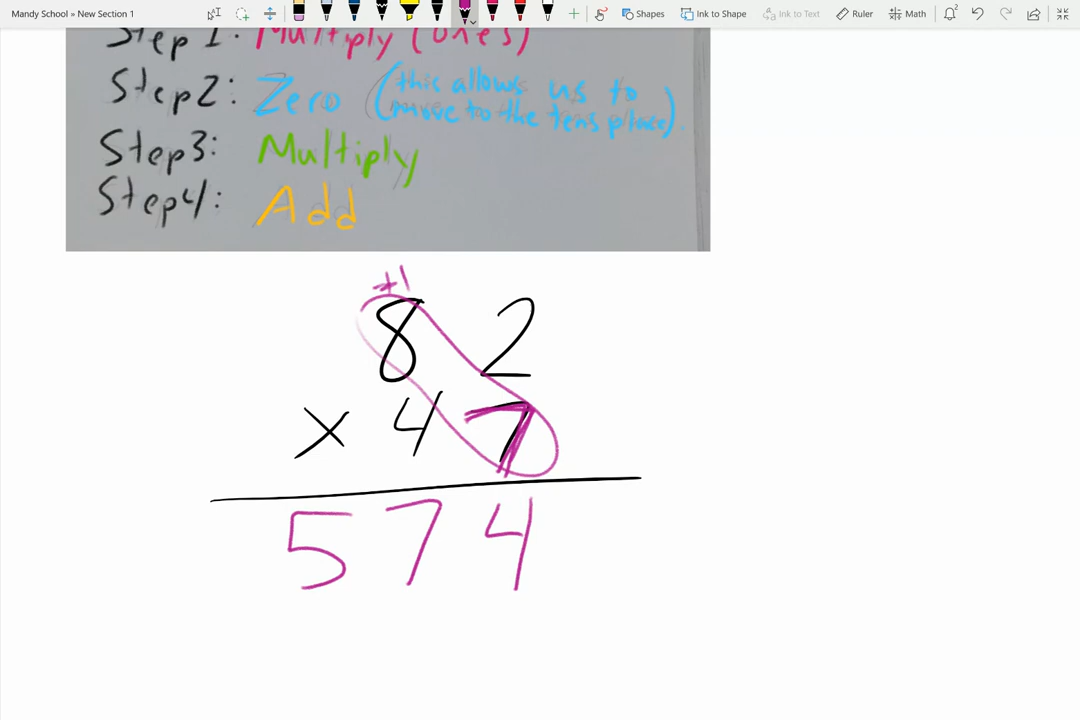 Mandy School » New Section 1
Shapes
Ink to Shape
Ink to Text
Ruler
Math
2
Step 1: Multiply (ones)
Step2: Zero (this allows us to
move to the tens place).
Step3: Multiply
Step4: Add
+1
8 2
x 4 7
5 7 4